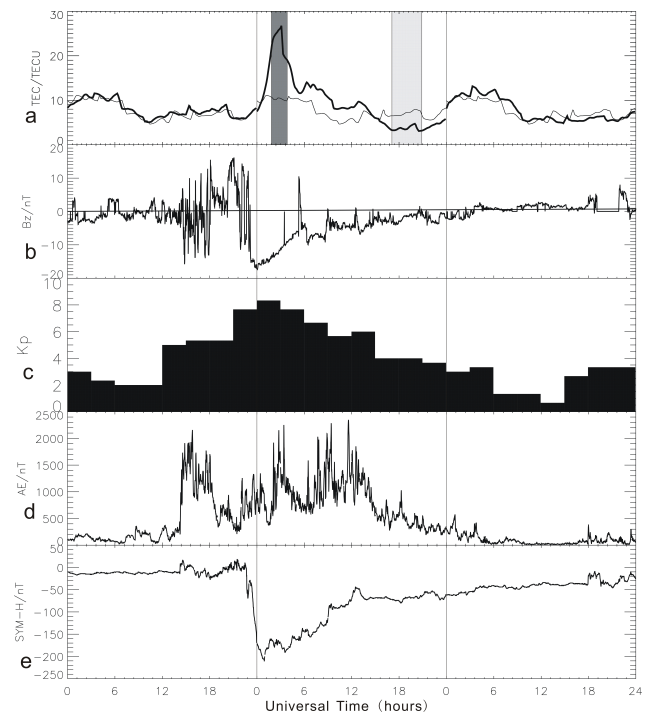 30
20
10
0
TEC/TECU
a
20
10
0
−10
−20
Bz/nT
b
10
8
6
4
2
0
Kp
c
2500
2000
1500
1000
500
0
AE/nT
d
50
0
−50
−100
−150
−200
−250
SYM−H/nT
e
0 6 12 18 0 6 12 18 0 6 12 18 24
Universal Time (hours)